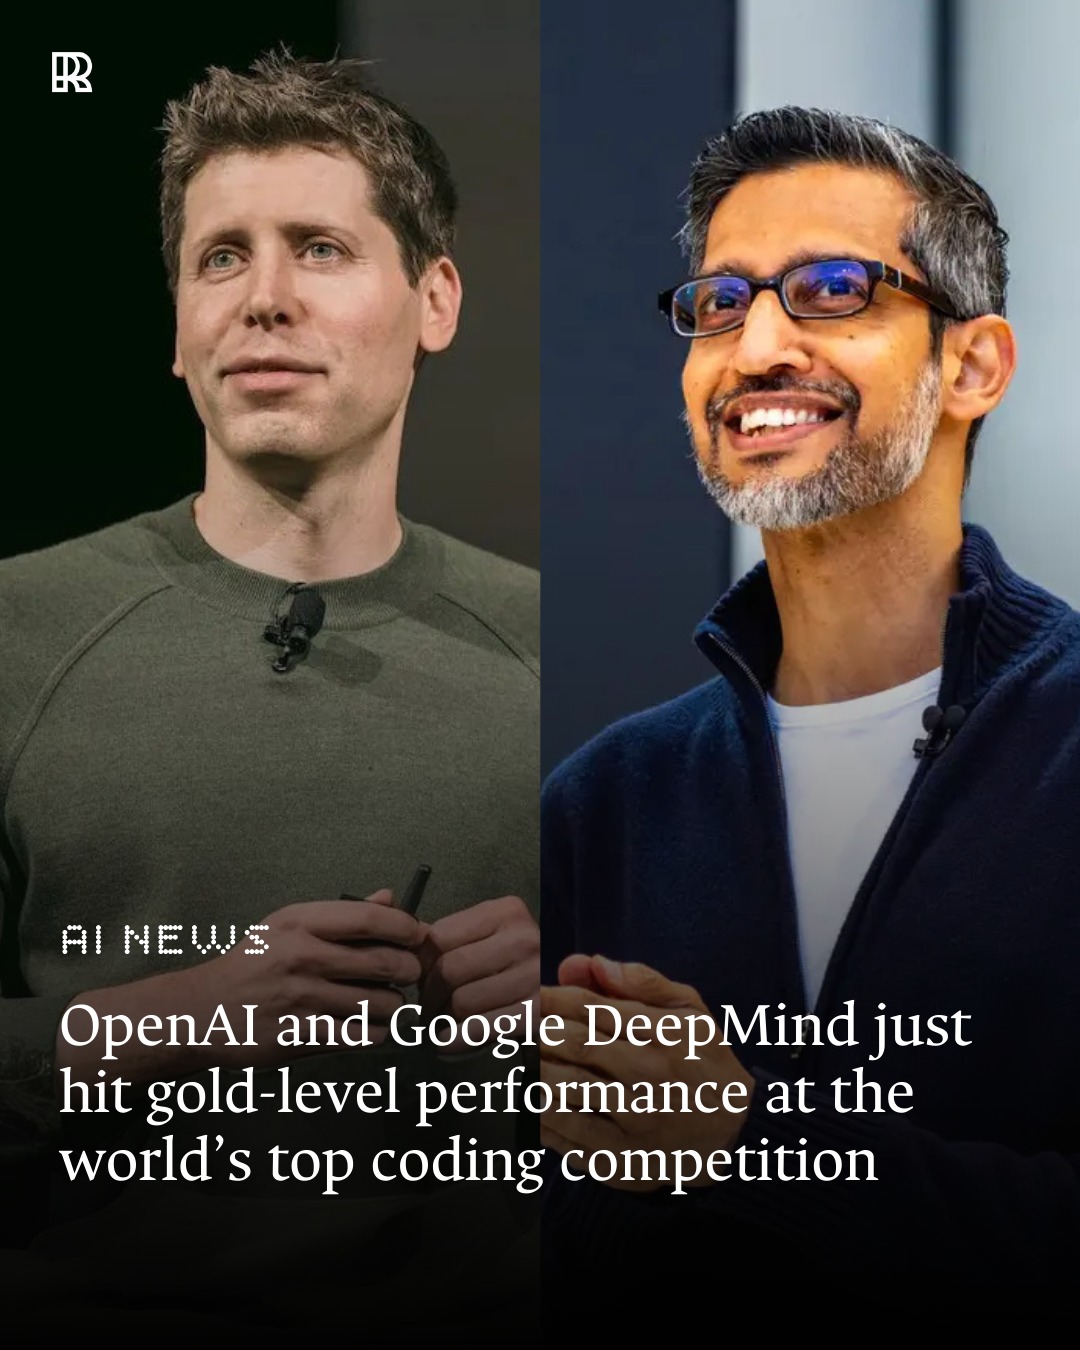 R
AI NEWS
OpenAI and Google DeepMind just
hit gold-level performance at the
world’s top coding competition